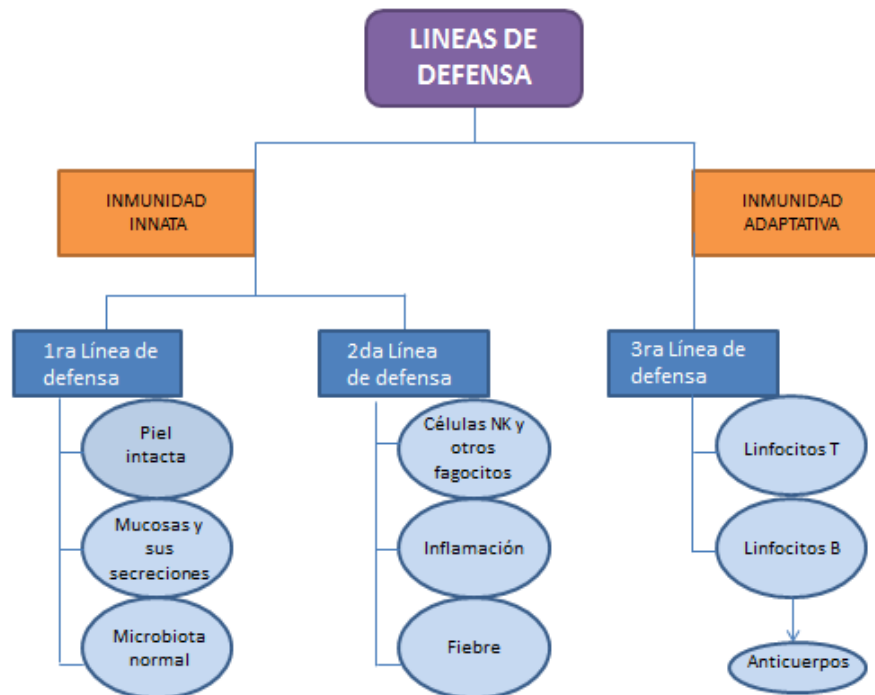 LINEAS DE
DEFENSA
INMUNIDAD
INNATA
INMUNIDAD
ADAPTATIVA
1ra Línea de
defensa
2da Línea
de defensa
3ra Línea de
defensa
Piel
intacta
Mucosas y
sus
secreciones
Microbiota
normal
Células NK y
otros
fagocitos
Inflamación
Fiebre
Linfocitos T
Linfocitos B
Anticuerpos